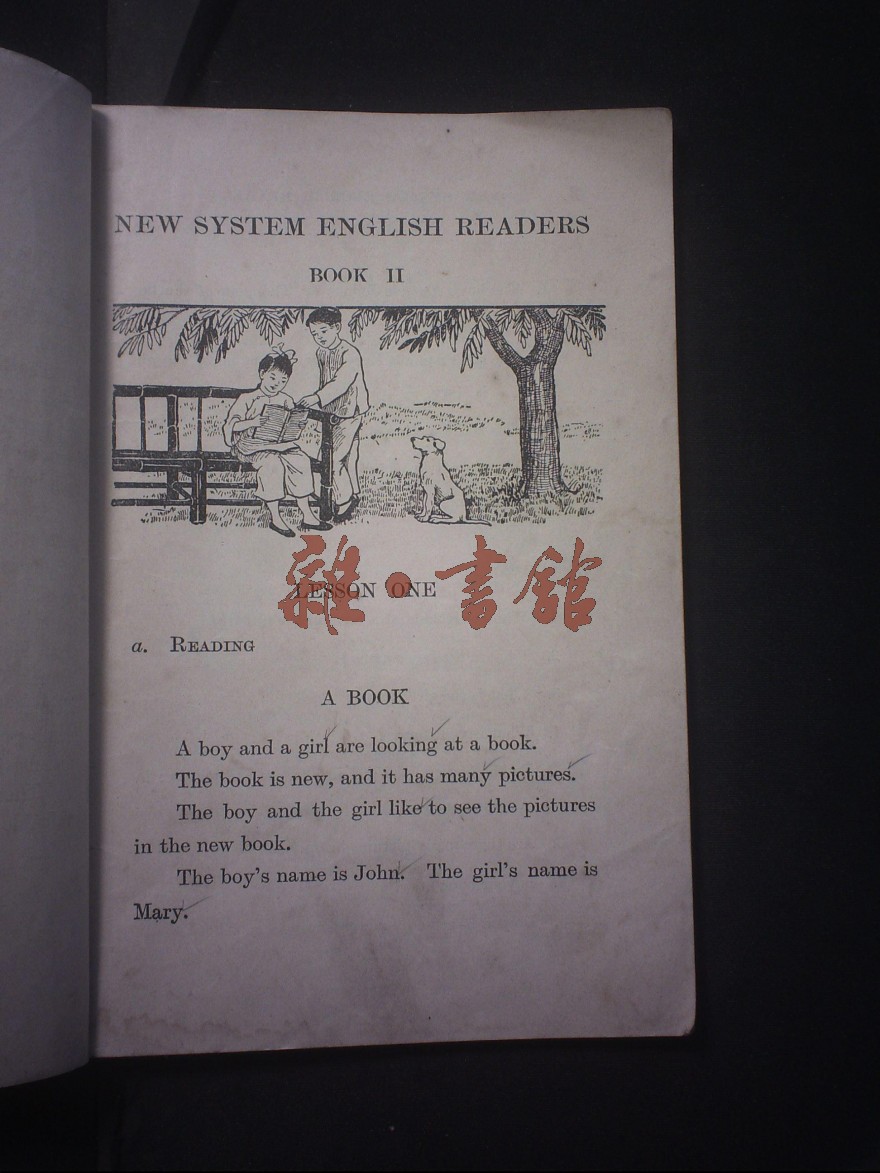 NEW SYSTEM ENGLISH READERS
BOOK II
LESSON ONE
雜·書館
a. READING
A BOOK
A boy and a girl are looking at a book.
The book is new, and it has many pictures.
The boy and the girl like to see the pictures
in the new book.
The boy's name is John. The girl's name is
Mary.